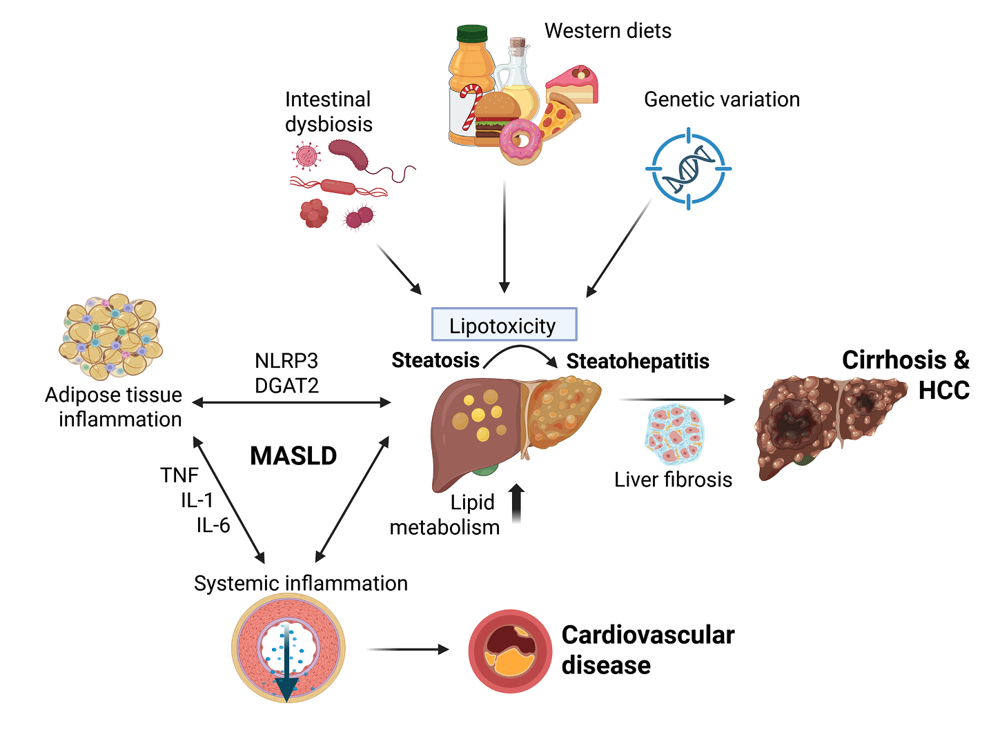 Western diets
Intestinal
dysbiosis
Genetic variation
Lipotoxicity
Steatosis
Steatohepatitis
Cirrhosis &
HCC
NLRP3
DGAT2
Adipose tissue
inflammation
MASLD
TNF
IL-1
IL-6
Liver fibrosis
Lipid
metabolism
Systemic inflammation
Cardiovascular
disease